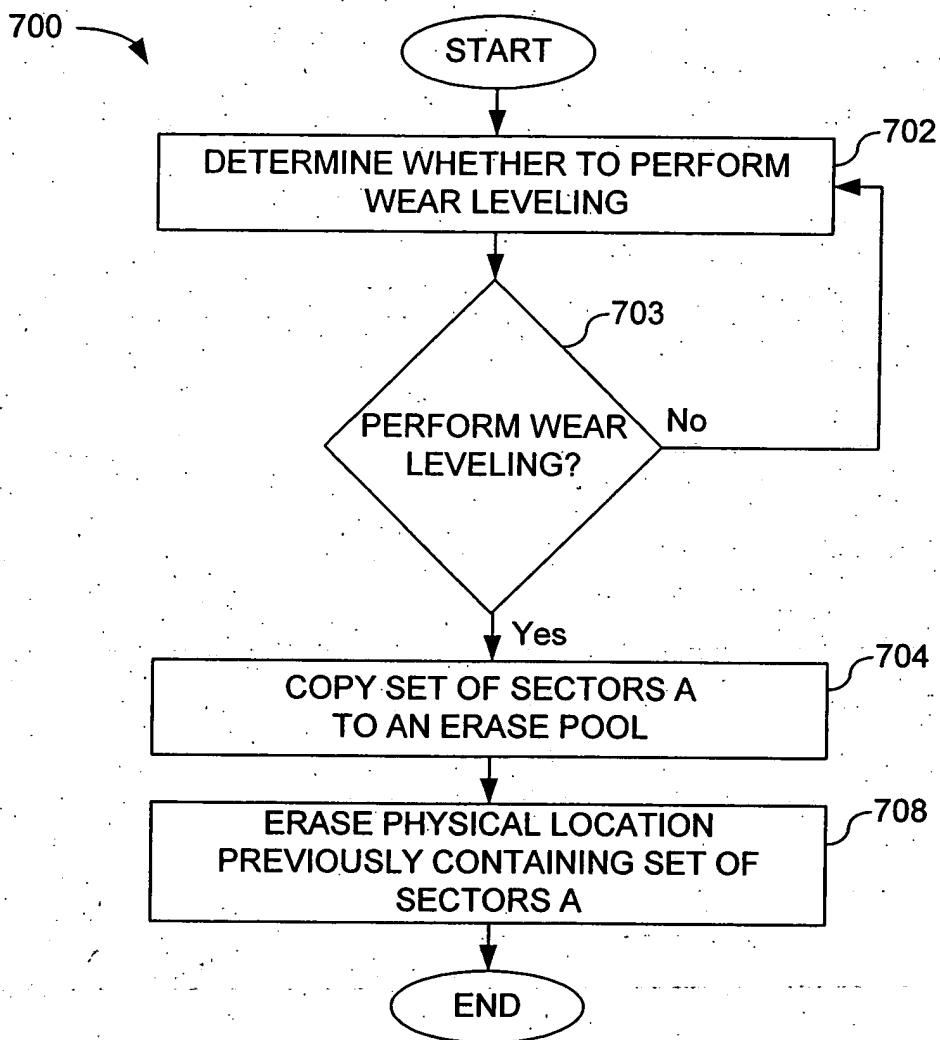 700
START
702
DETERMINE WHETHER TO PERFORM
WEAR LEVELING
703
PERFORM WEAR
LEVELING?
No
Yes
704
COPY SET OF SECTORS A
TO AN ERASE POOL
708
ERASE PHYSICAL LOCATION
PREVIOUSLY CONTAINING SET OF
SECTORS A
END